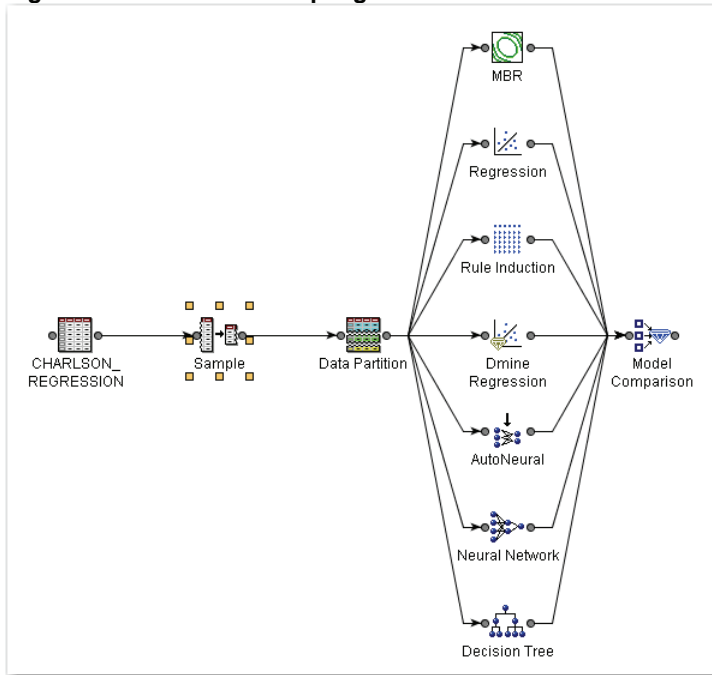 MBR
Regression
Rule Induction
CHARLSON_
REGRESSION
Sample
Data Partition
Dmine
Regression
Model
Comparison
AutoNeural
Neural Network
Decision Tree